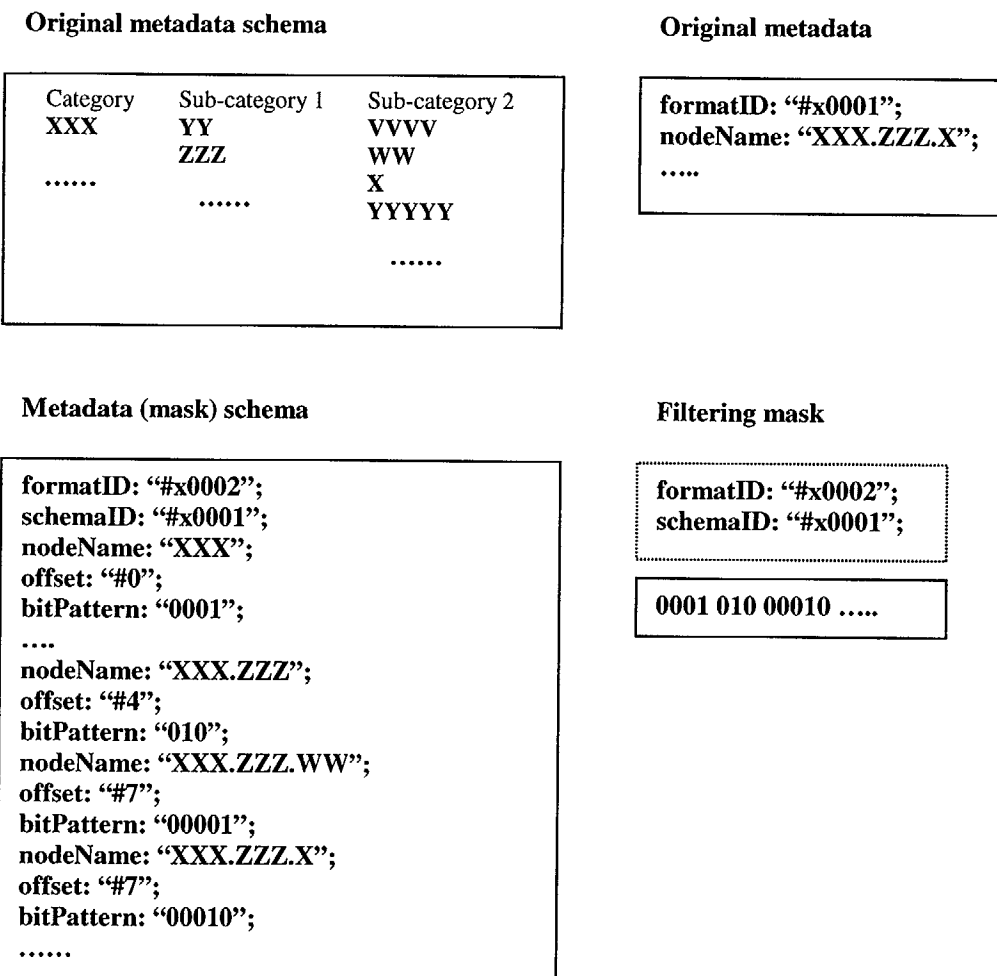 Original metadata schema
Category Sub-category 1 Sub-category 2
XXX YY VVVV
ZZZ WW
...... X
...... YYYYY
......
Original metadata
formatID: “#x0001”;
nodeName: “XXX.ZZZ.X”;
.....
Metadata (mask) schema
formatID: “#x0002”;
schemaID: “#x0001”;
nodeName: “XXX”;
offset: “#0”;
bitPattern: “0001”;
....
nodeName: “XXX.ZZZ”;
offset: “#4”;
bitPattern: “010”;
nodeName: “XXX.ZZZ.WW”;
offset: “#7”;
bitPattern: “00001”;
nodeName: “XXX.ZZZ.X”;
offset: “#7”;
bitPattern: “00010”;
......
Filtering mask
formatID: “#x0002”;
schemaID: “#x0001”;
0001 010 00010 .....